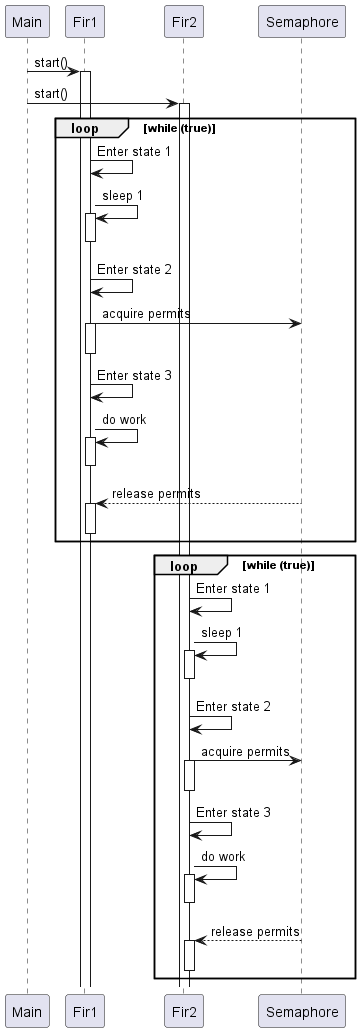 Main Fir1 Fir2 Semaphore
start()
start()
loop [while (true)]
Enter state 1
sleep 1
Enter state 2
acquire permits
Enter state 3
do work
release permits
loop [while (true)]
Enter state 1
sleep 1
Enter state 2
acquire permits
Enter state 3
do work
release permits
Main Fir1 Fir2 Semaphore